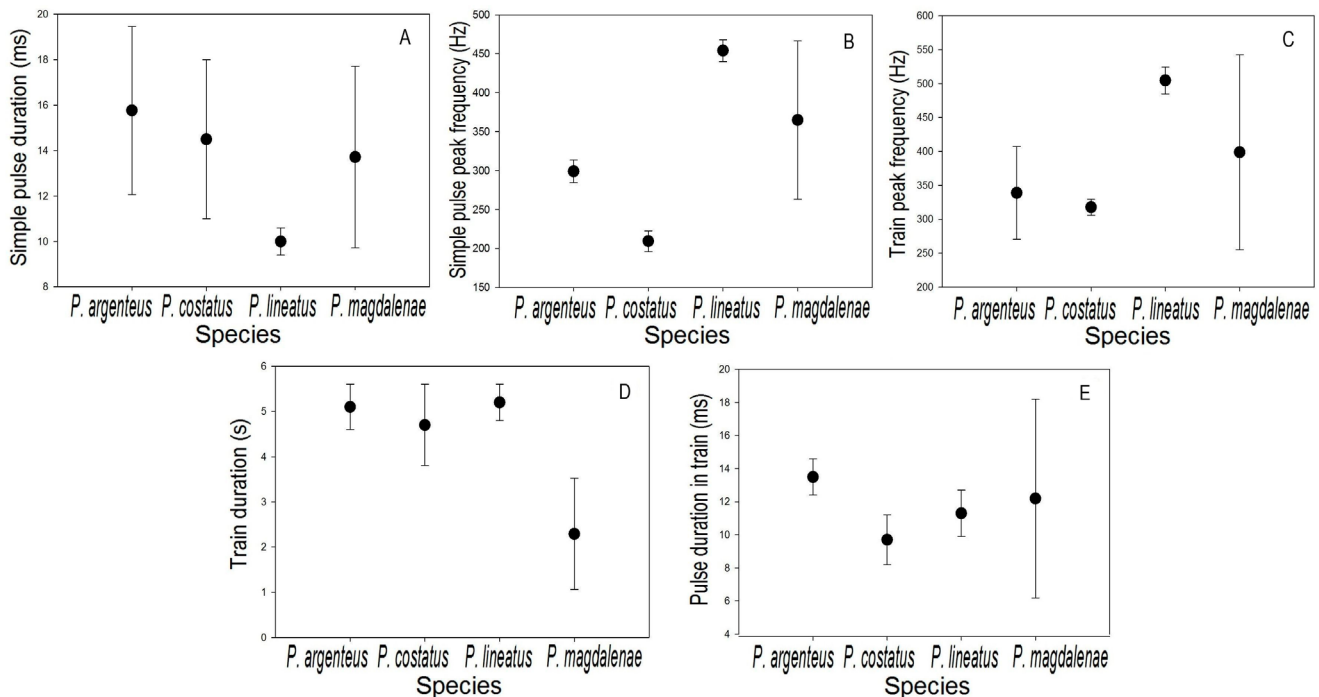 A
Simple pulse duration (ms)
20
18
16
14
12
10
8
P. argenteus P. costatus P. lineatus P. magdalenae
Species
B
Simple pulse peak frequency (Hz)
500
450
400
350
300
250
200
150
P. argenteus P. costatus P. lineatus P. magdalenae
Species
C
Train peak frequency (Hz)
600
550
500
450
400
350
300
250
200
P. argenteus P. costatus P. lineatus P. magdalenae
Species
D
Train duration (s)
6
5
4
3
2
1
0
P. argenteus P. costatus P. lineatus P. magdalenae
Species
E
Pulse duration in train (ms)
20
18
16
14
12
10
8
6
4
P. argenteus P. costatus P. lineatus P. magdalenae
Species